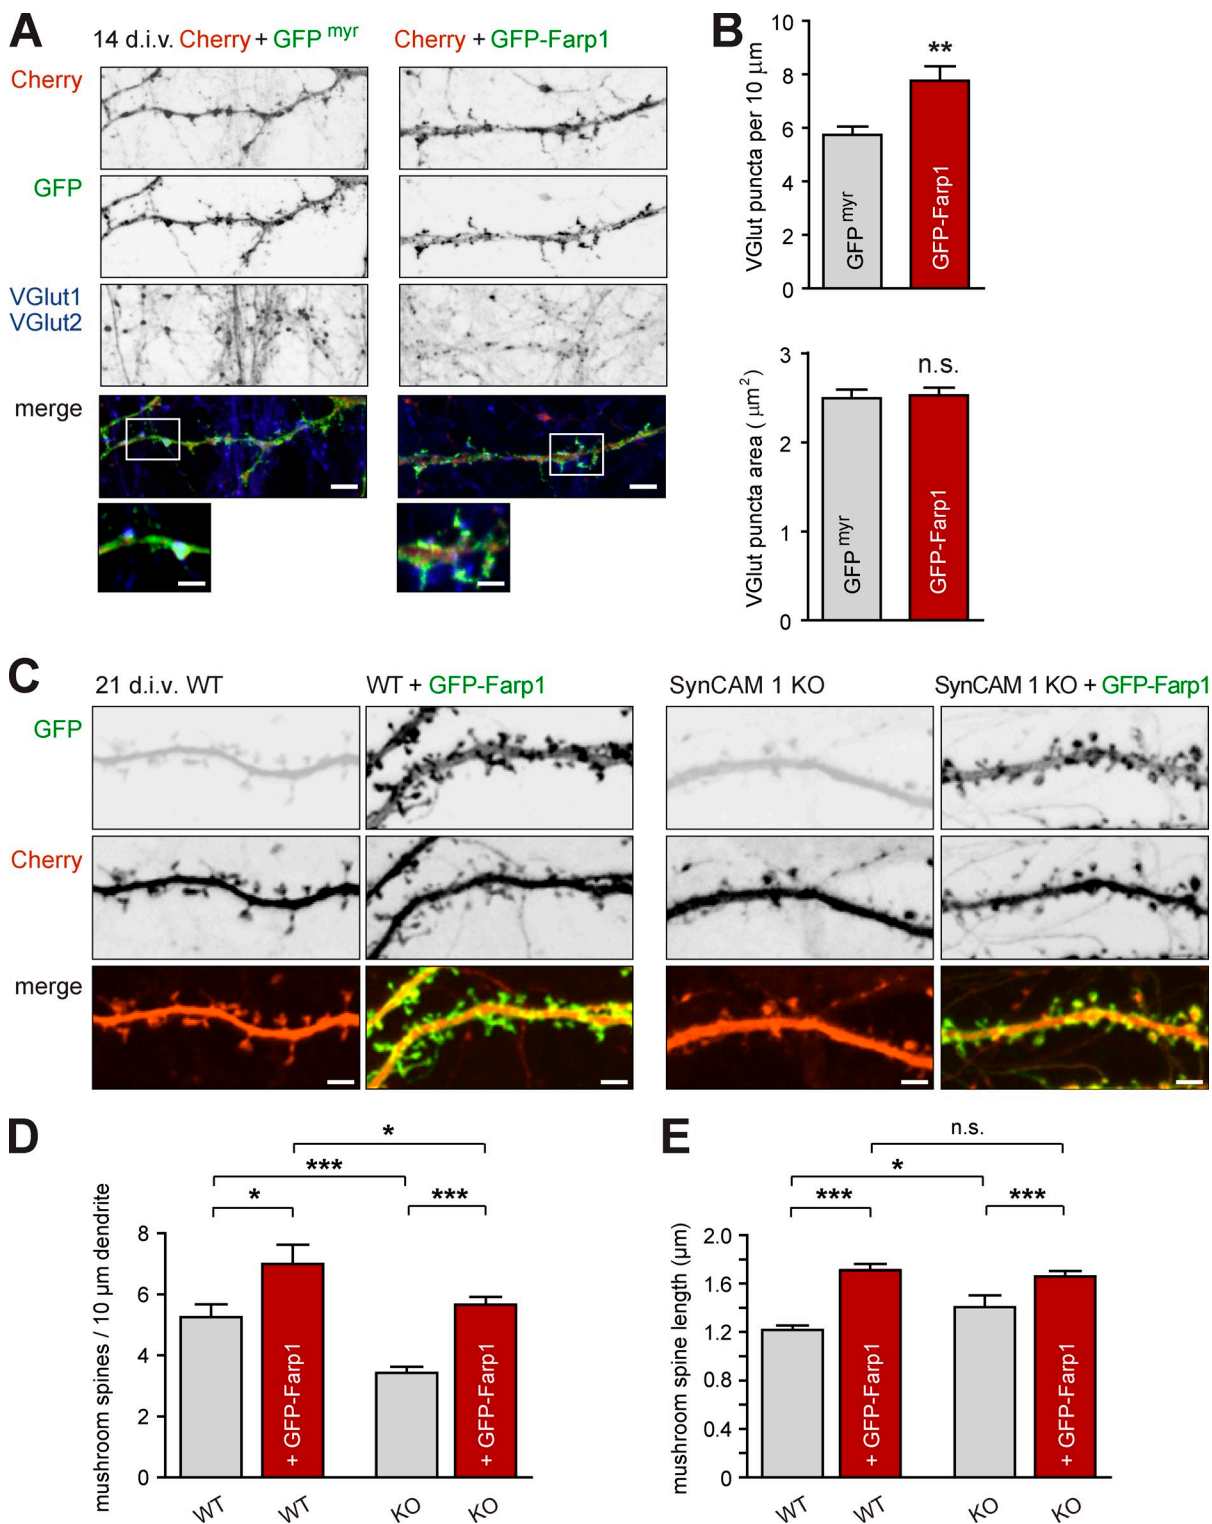 A
14 d.i.v. Cherry + GFP myr
Cherry + GFP-Farp1
Cherry
GFP
VGlut1
VGlut2
merge
B
VGlut puncta per 10 µm
10
8
6
4
2
0
**
GFP myr
GFP-Farp1
VGlut puncta area ( µm2)
3
2
1
0
n.s.
GFP myr
GFP-Farp1
C
21 d.i.v. WT
WT + GFP-Farp1
SynCAM 1 KO
SynCAM 1 KO + GFP-Farp1
GFP
Cherry
merge
D
*
***
*
***
mushroom spines / 10 µm dendrite
8
6
4
2
0
+ GFP-Farp1
+ GFP-Farp1
WT
WT
KO
KO
E
n.s.
*
***
***
mushroom spine length (µm)
2.0
1.6
1.2
0.8
0.4
0
+ GFP-Farp1
+ GFP-Farp1
WT
WT
KO
KO